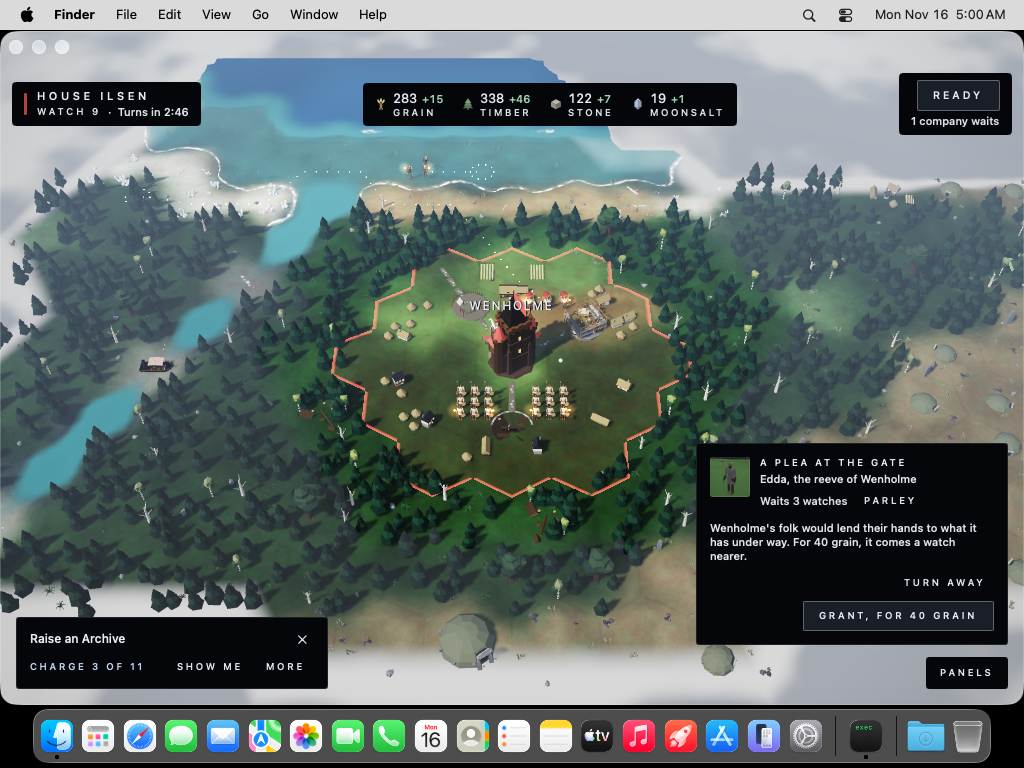 Finder File Edit View Go Window Help
Mon Nov 16 5:00 AM
HOUSE ILSEN
WATCH 9 · Turns in 2:46
283 +15
GRAIN
338 +46
TIMBER
122 +7
STONE
19 +1
MOONSALT
READY
1 company waits
WENHOLME
A PLEA AT THE GATE
Edda, the reeve of Wenholme
Waits 3 watches PARLEY
Wenholme's folk would lend their hands to what it
has under way. For 40 grain, it comes a watch
nearer.
TURN AWAY
GRANT, FOR 40 GRAIN
Raise an Archive
CHARGE 3 OF 11 SHOW ME MORE
PANELS
Mon
16
tv
exec